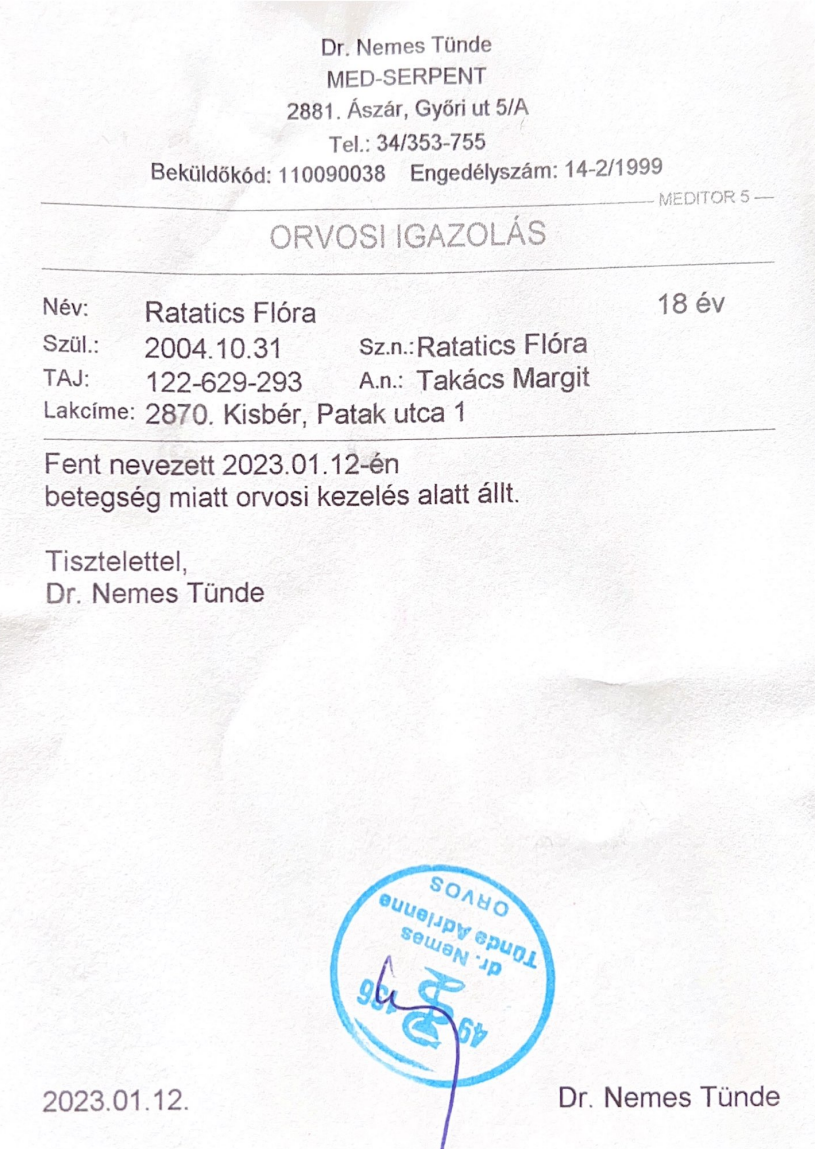 Dr. Nemes Tünde
MED-SERPENT
2881. Ászár, Győri ut 5/A
Tel.: 34/353-755
Beküldőkód: 110090038 Engedélyszám: 14-2/1999
MEDITOR 5
ORVOSI IGAZOLÁS
Név: Ratatics Flóra 18 év
Szül.: 2004.10.31 Sz.n.: Ratatics Flóra
TAJ: 122-629-293 A.n.: Takács Margit
Lakcíme: 2870. Kisbér, Patak utca 1
Fent nevezett 2023.01.12-én
betegség miatt orvosi kezelés alatt állt.
Tisztelettel,
Dr. Nemes Tünde
49
dr. Nemes
Tünde Adrienne
ORVOS
2023.01.12. Dr. Nemes Tünde